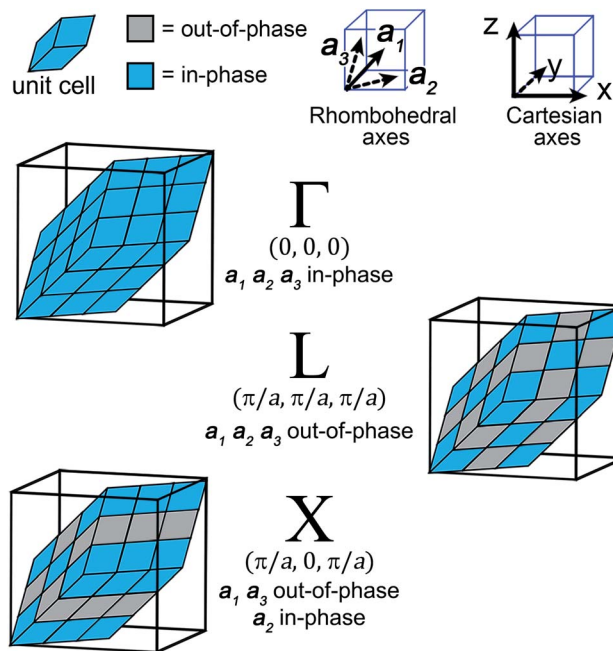 unit cell
= out-of-phase
= in-phase
a₁
a₂
a₃
Rhombohedral
axes
z
y
x
Cartesian
axes
Γ
(0, 0, 0)
a₁ a₂ a₃ in-phase
L
(π/a, π/a, π/a)
a₁ a₂ a₃ out-of-phase
X
(π/a, 0, π/a)
a₁ a₃ out-of-phase
a₂ in-phase